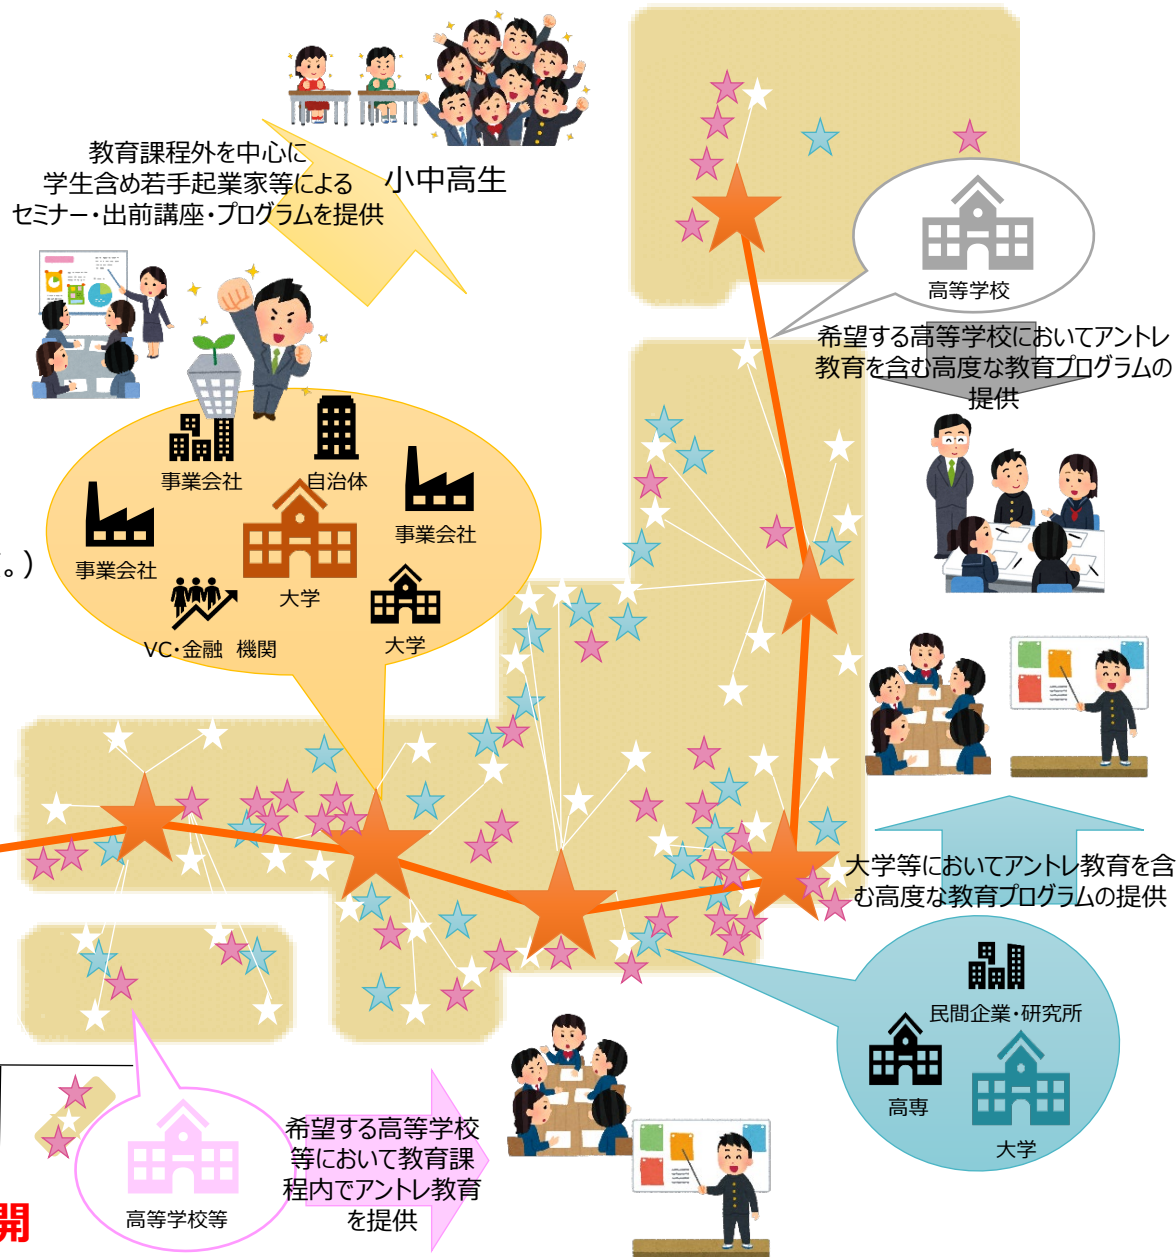 教育課程外を中心に
学生含め若手起業家等による
セミナー・出前講座・プログラムを提供
小中高生
高等学校
希望する高等学校においてアントレ
教育を含む高度な教育プログラムの
提供
事業会社
自治体
事業会社
事業会社
。)
大学
VC・金融 機関
大学
大学等においてアントレ教育を含
む高度な教育プログラムの提供
民間企業・研究所
高専
大学
希望する高等学校
等において教育課
程内でアントレ教育
を提供
高等学校等
開